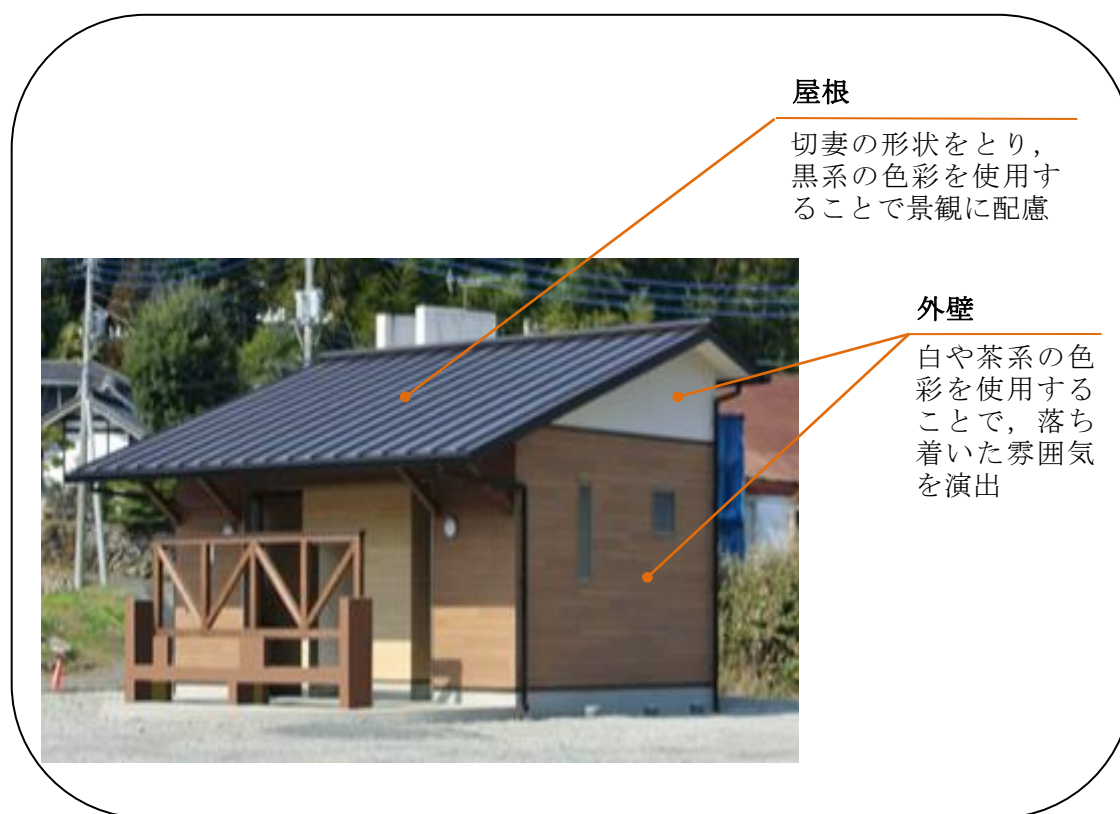 屋根
切妻の形状をとり，
黒系の色彩を使用す
ることで景観に配慮
外壁
白や茶系の色
彩を使用する
ことで，落ち
着いた雰囲気
を演出